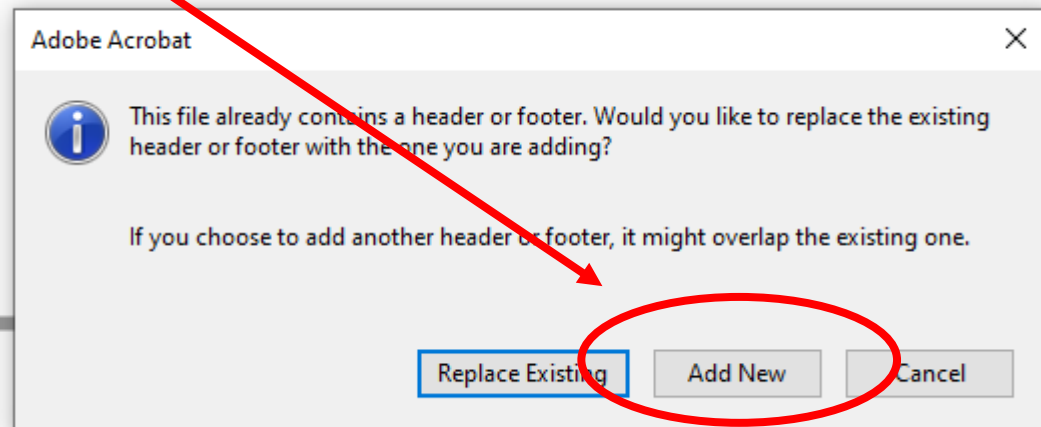 Adobe Acrobat
This file already contains a header or footer. Would you like to replace the existing
header or footer with the one you are adding?
If you choose to add another header or footer, it might overlap the existing one.
Replace Existing
Add New
Cancel